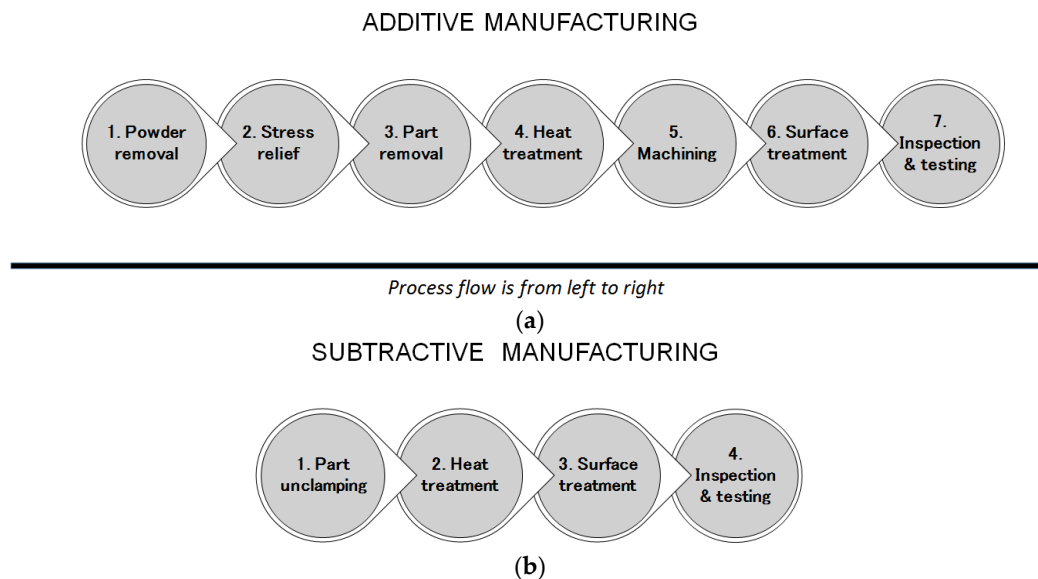 ADDITIVE MANUFACTURING
1. Powder
removal
2. Stress
relief
3. Part
removal
4. Heat
treatment
5.
Machining
6. Surface
treatment
7.
Inspection
& testing
Process flow is from left to right
(a)
SUBTRACTIVE MANUFACTURING
1. Part
unclamping
2. Heat
treatment
3. Surface
treatment
4.
Inspection
& testing
(b)